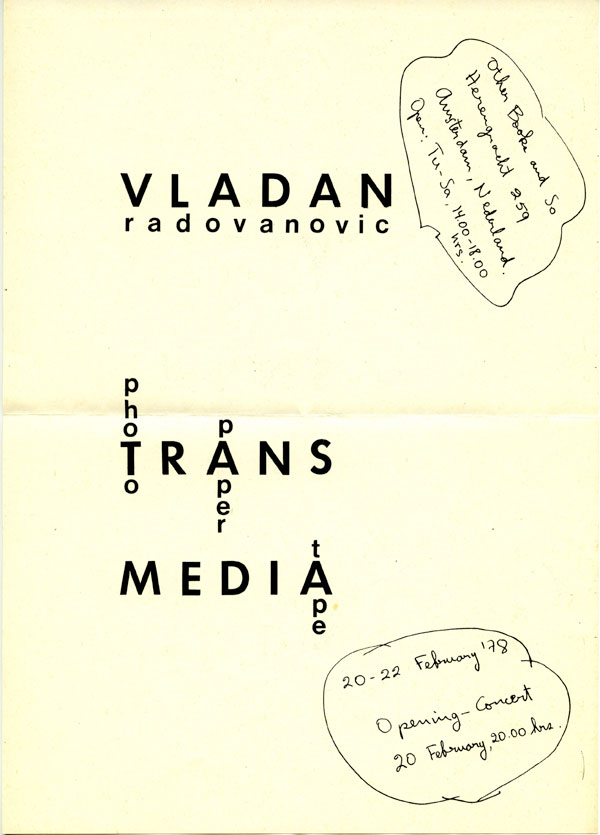 VLADAN
radovanovic
Other Books and So
Herengracht 259
Amsterdam, Nederland.
Open: Tu-Sa, 14.00-18.00
hrs.
photo
TRANS
paper
MEDIA
tape
20-22 February '78
Opening-Concert
20 February, 20.00 hrs.